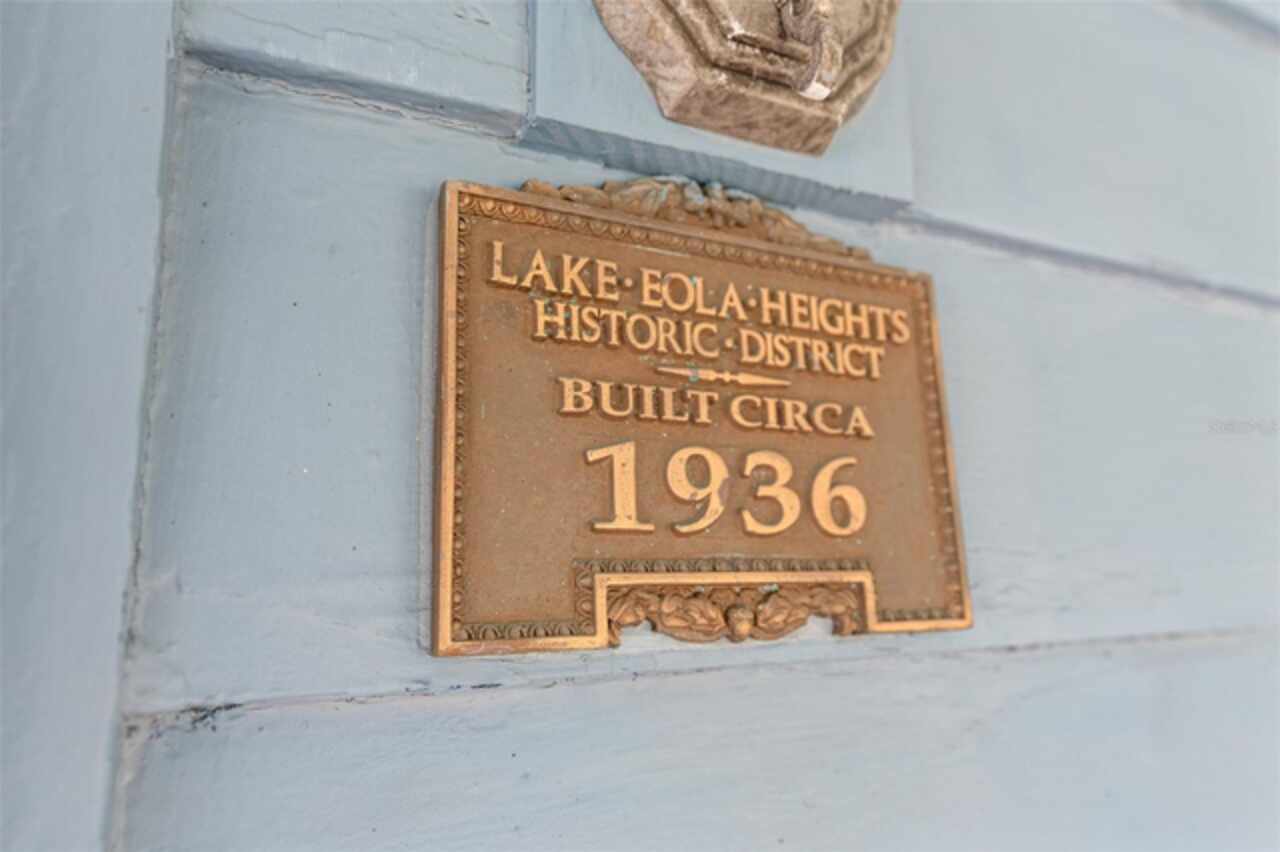 LAKE·EOLA·HEIGHTS
HISTORIC·DISTRICT
BUILT CIRCA
1936